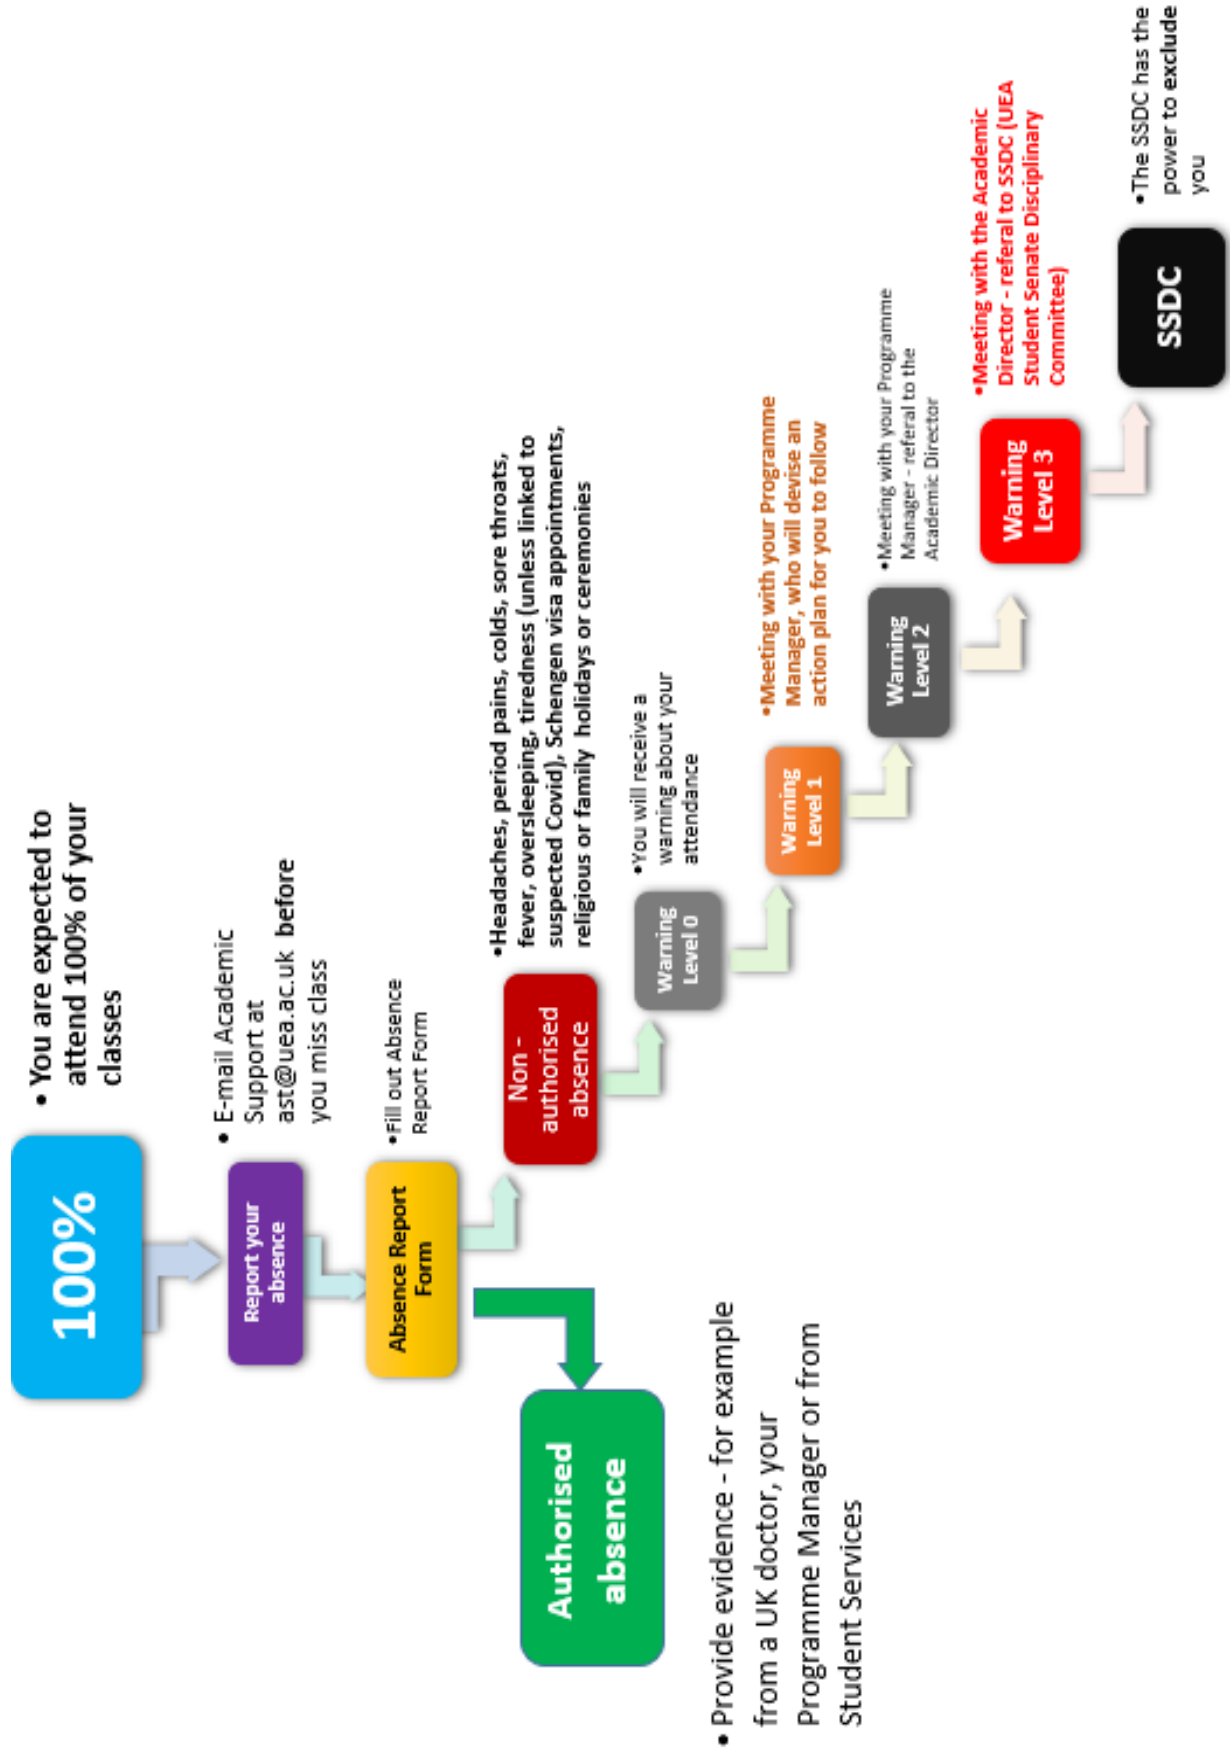 100%
• You are expected to
attend 100% of your
classes
Report your
absence
• E-mail Academic
Support at
ast@uea.ac.uk before
you miss class
Absence Report
Form
•Fill out Absence
Report Form
Authorised
absence
• Provide evidence - for example
from a UK doctor, your
Programme Manager or from
Student Services
Non -
authorised
absence
•Headaches, period pains, colds, sore throats,
fever, oversleeping, tiredness (unless linked to
suspected Covid), Schengen visa appointments,
religious or family holidays or ceremonies
Warning
Level 0
•You will receive a
warning about your
attendance
Warning
Level 1
•Meeting with your Programme
Manager, who will devise an
action plan for you to follow
Warning
Level 2
•Meeting with your Programme
Manager - referal to the
Academic Director
Warning
Level 3
•Meeting with the Academic
Director - referal to SSDC (UEA
Student Senate Disciplinary
Committee)
SSDC
•The SSDC has the
power to exclude
you